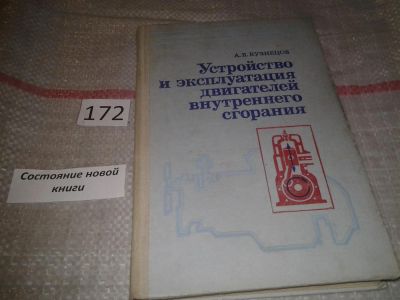 А.В.КУЗНЕЦОВ
Устройство
и эксплуатация
двигателей
внутреннего
сгорания
172
Состояние новой
книги